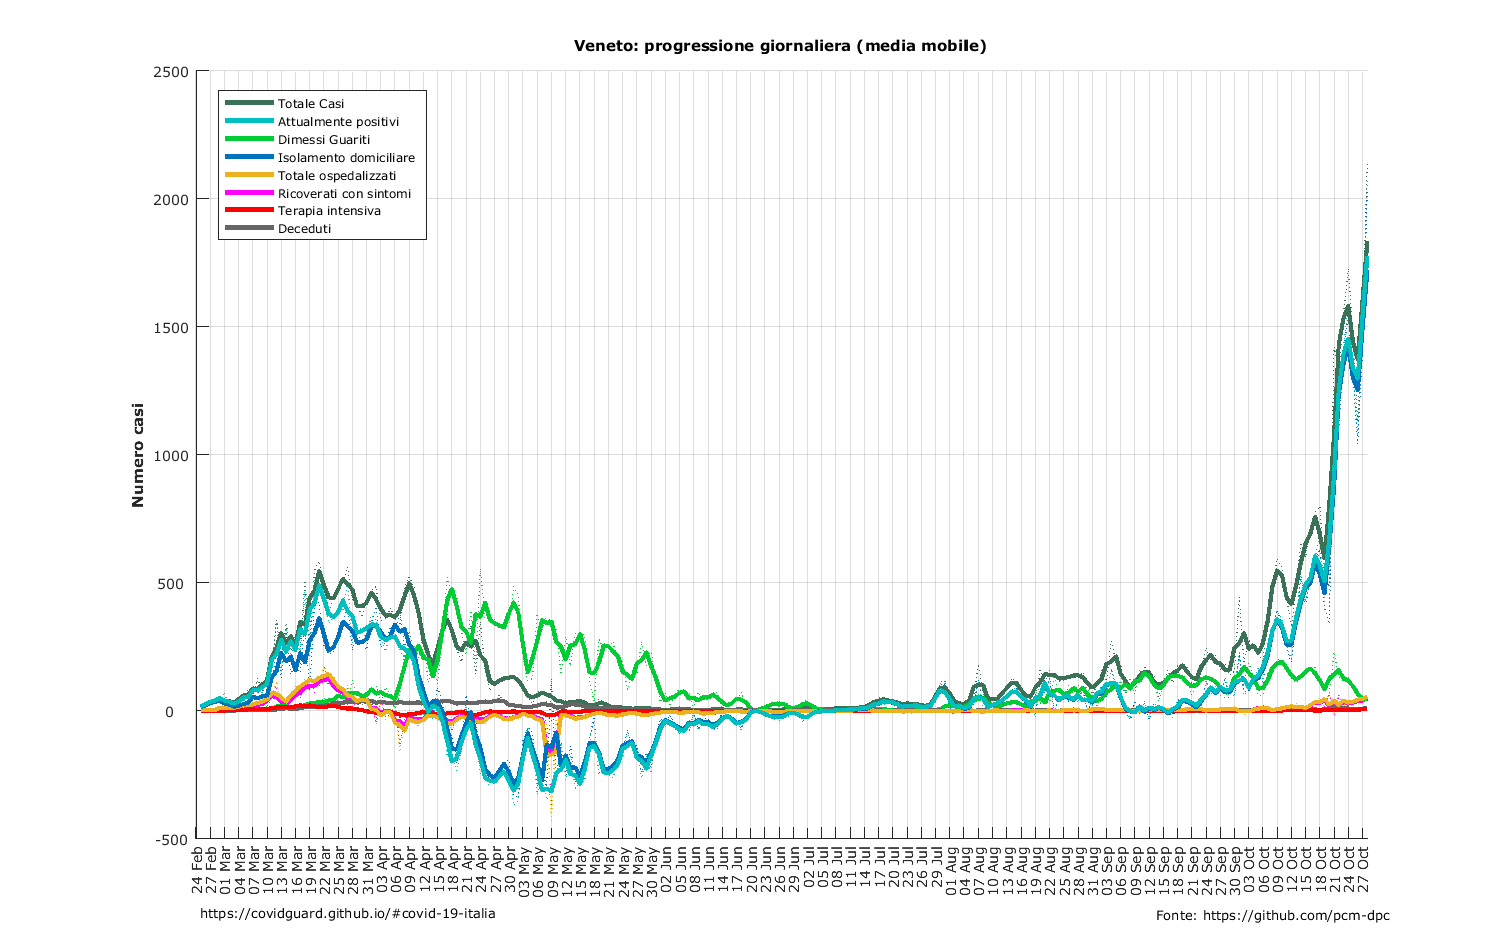 Veneto: progressione giornaliera (media mobile)
2500
2000
1500
1000
500
0
-500
Numero casi
Totale Casi
Attualmente positivi
Dimessi Guariti
Isolamento domiciliare
Totale ospedalizzati
Ricoverati con sintomi
Terapia intensiva
Deceduti
24 Feb
27 Feb
01 Mar
04 Mar
07 Mar
10 Mar
13 Mar
16 Mar
19 Mar
22 Mar
25 Mar
28 Mar
31 Mar
03 Apr
06 Apr
09 Apr
12 Apr
15 Apr
18 Apr
21 Apr
24 Apr
27 Apr
30 Apr
03 May
06 May
09 May
12 May
15 May
18 May
21 May
24 May
27 May
30 May
02 Jun
05 Jun
08 Jun
11 Jun
14 Jun
17 Jun
20 Jun
23 Jun
26 Jun
29 Jun
02 Jul
05 Jul
08 Jul
11 Jul
14 Jul
17 Jul
20 Jul
23 Jul
26 Jul
29 Jul
01 Aug
04 Aug
07 Aug
10 Aug
13 Aug
16 Aug
19 Aug
22 Aug
25 Aug
28 Aug
31 Aug
03 Sep
06 Sep
09 Sep
12 Sep
15 Sep
18 Sep
21 Sep
24 Sep
27 Sep
30 Sep
03 Oct
06 Oct
09 Oct
12 Oct
15 Oct
18 Oct
21 Oct
24 Oct
27 Oct
https://covidguard.github.io/#covid-19-italia
Fonte: https://github.com/pcm-dpc